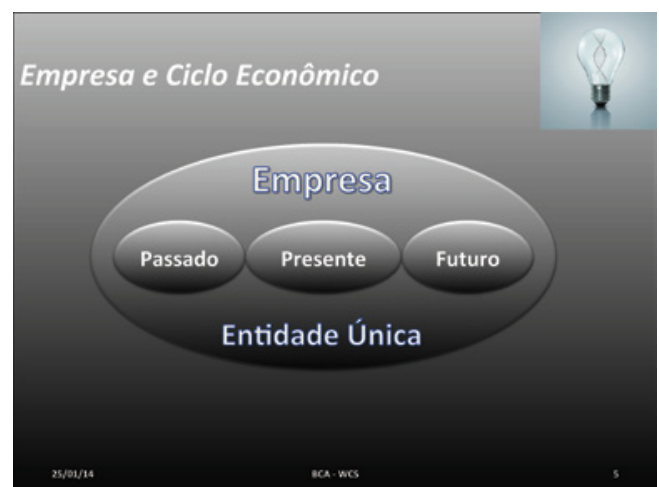 Empresa e Ciclo Econômico
Empresa
Passado Presente Futuro
Entidade Única
25/01/14 BCA - WCS 5